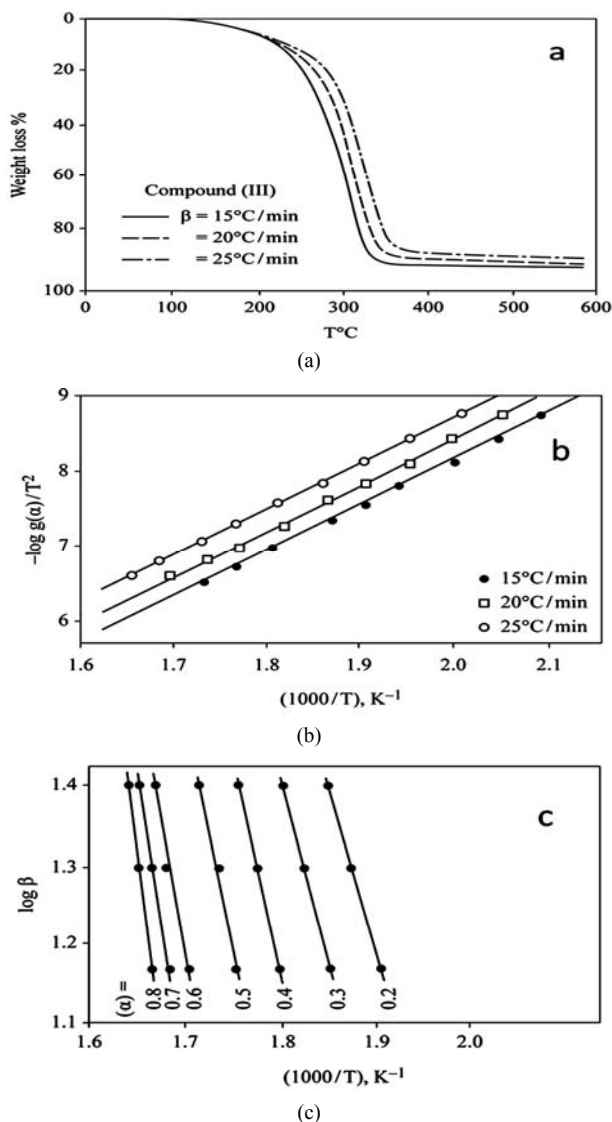 0
20
40
60
80
100
Weight loss %
a
Compound (III)
β = 15°C/min
= 20°C/min
= 25°C/min
0 100 200 300 400 500 600
T°C
(a)
9
8
7
6
−log g(α)/T²
b
15°C/min
20°C/min
25°C/min
1.6 1.7 1.8 1.9 2.0 2.1
(1000/T), K⁻¹
(b)
1.4
1.3
1.2
1.1
log β
c
(α) = 0.8 0.7 0.6 0.5 0.4 0.3 0.2
1.6 1.7 1.8 1.9 2.0
(1000/T), K⁻¹
(c)